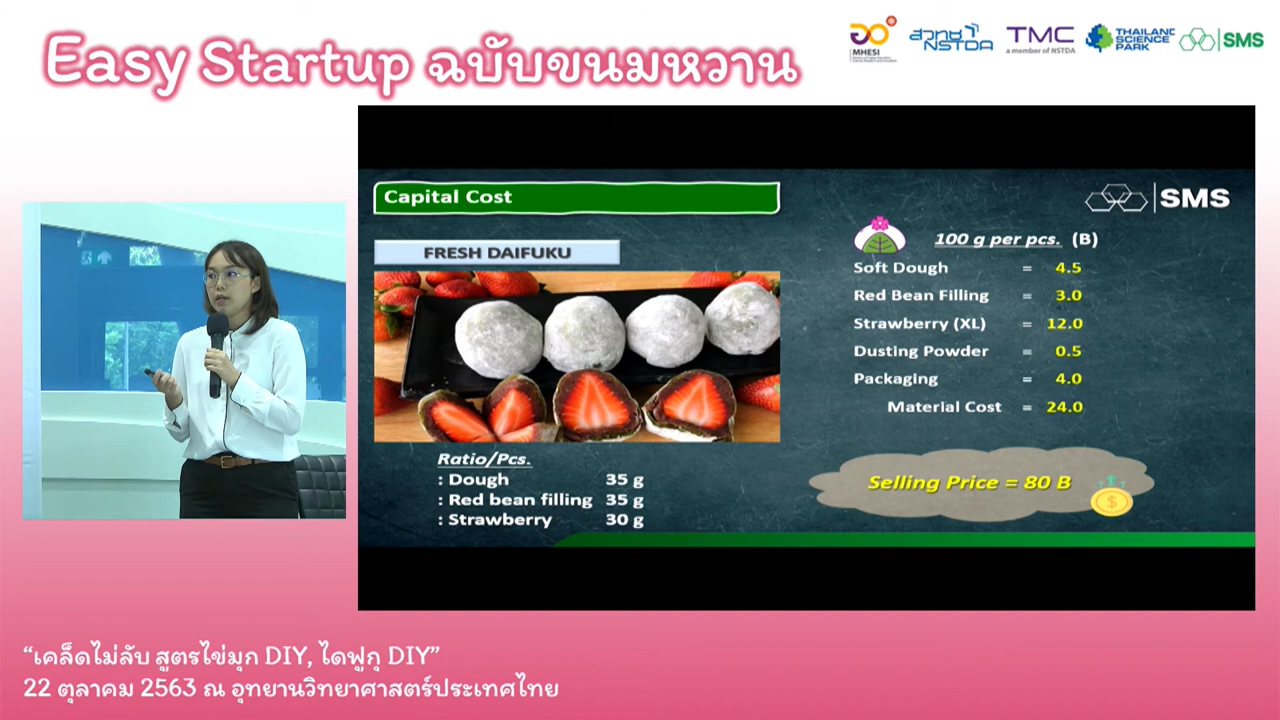 Easy Startup ฉบับขนมหวาน
MHESI
สวทช
NSTDA
TMC
a member of NSTDA
THAILAND
SCIENCE
PARK
SMS
Capital Cost
SMS
FRESH DAIFUKU
100 g per pcs. (B)
Soft Dough = 4.5
Red Bean Filling = 3.0
Strawberry (XL) = 12.0
Dusting Powder = 0.5
Packaging = 4.0
Material Cost = 24.0
Ratio/Pcs.
: Dough 35 g
: Red bean filling 35 g
: Strawberry 30 g
Selling Price = 80 B
$
“เคล็ดไม่ลับ สูตรไข่มุก DIY, ไดฟูกุ DIY”
22 ตุลาคม 2563 ณ อุทยานวิทยาศาสตร์ประเทศไทย